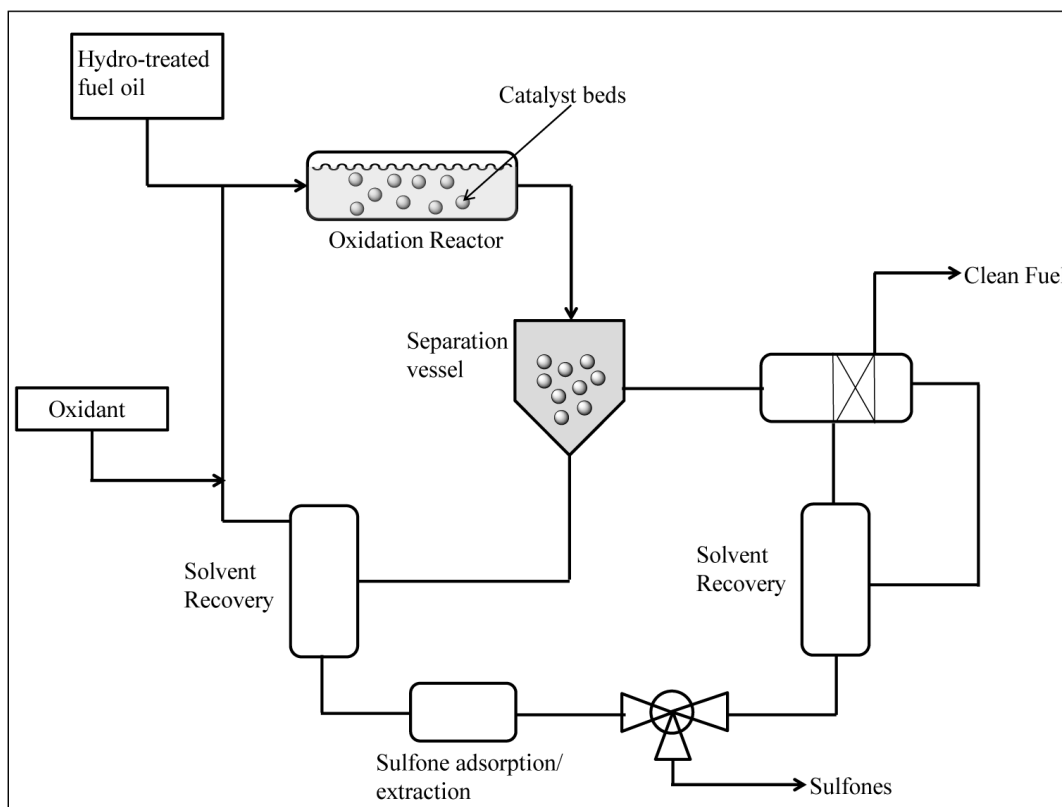 Hydro-treated
fuel oil
Catalyst beds
Oxidation Reactor
Clean Fuel
Separation
vessel
Oxidant
Solvent
Recovery
Solvent
Recovery
Sulfone adsorption/
extraction
Sulfones